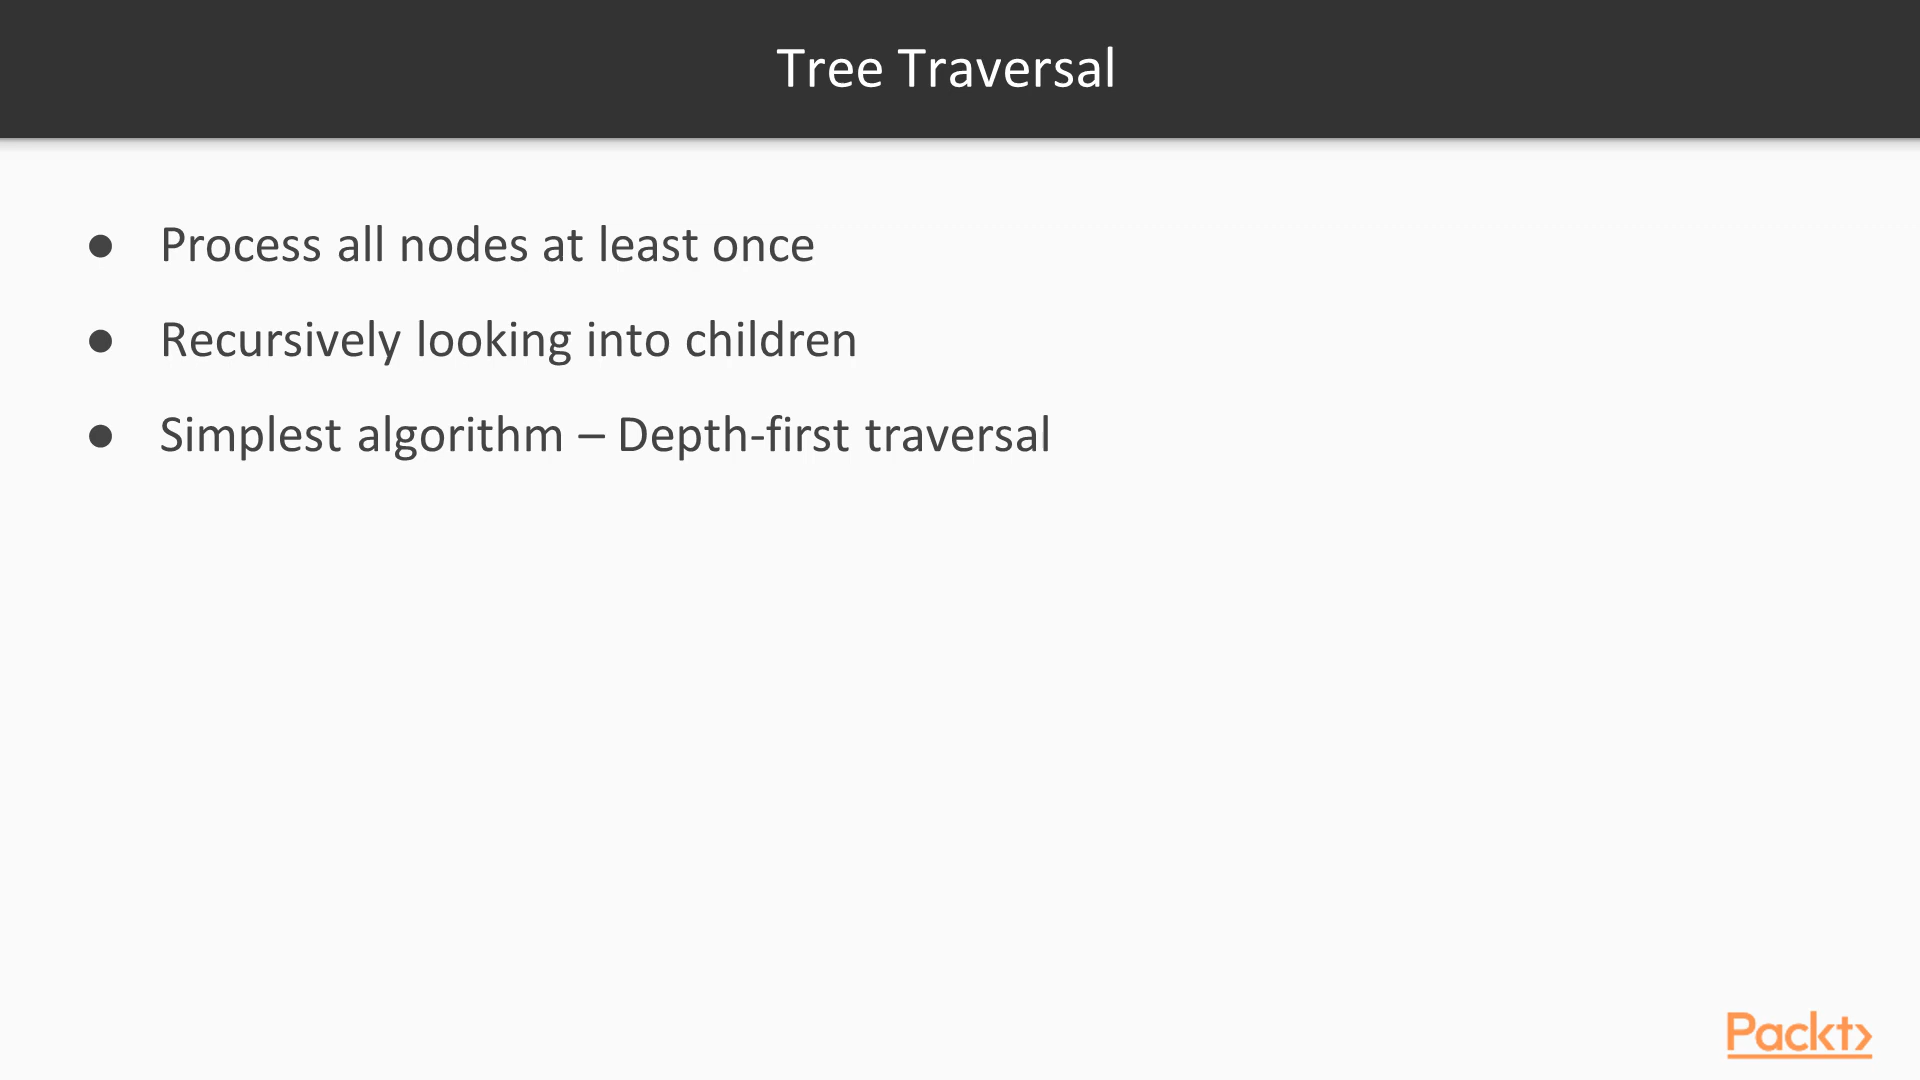 Tree Traversal
● Process all nodes at least once
● Recursively looking into children
● Simplest algorithm – Depth-first traversal
Packt>